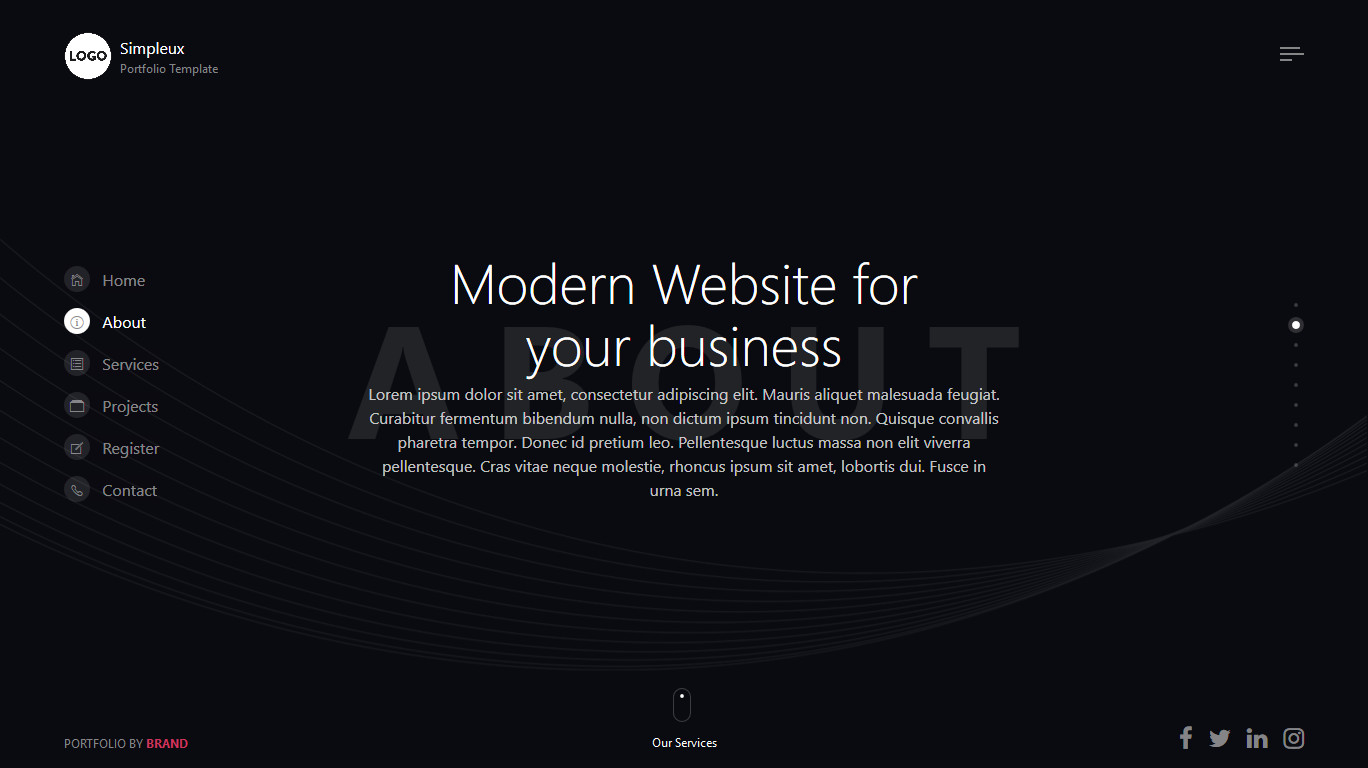 LOGO
Simpleux
Portfolio Template
Home
About
Services
Projects
Register
Contact
ABOUT
Modern Website for
your business
Lorem ipsum dolor sit amet, consectetur adipiscing elit. Mauris aliquet malesuada feugiat.
Curabitur fermentum bibendum nulla, non dictum ipsum tincidunt non. Quisque convallis
pharetra tempor. Donec id pretium leo. Pellentesque luctus massa non elit viverra
pellentesque. Cras vitae neque molestie, rhoncus ipsum sit amet, lobortis dui. Fusce in
urna sem.
Our Services
PORTFOLIO BY BRAND